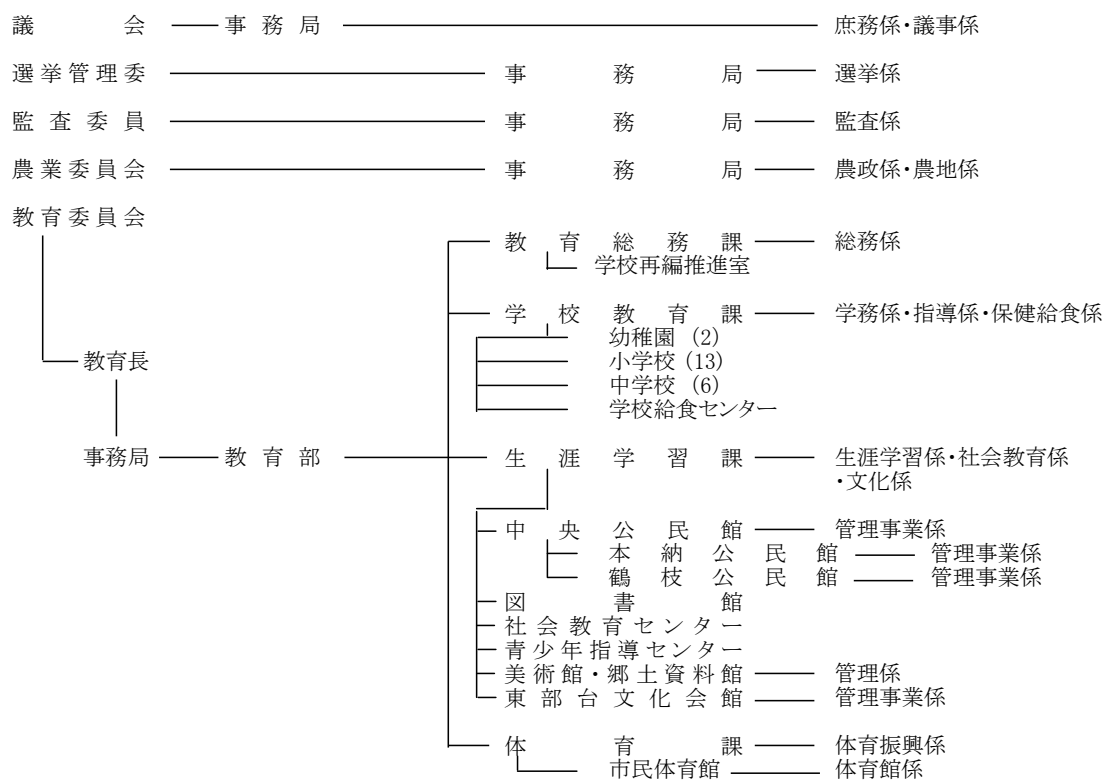 議会 事務局 庶務係・議事係
選挙管理委 事務局 選挙係
監査委員 事務局 監査係
農業委員会 事務局 農政係・農地係
教育委員会
教育総務課 総務係
学校再編推進室
学校教育課 学務係・指導係・保健給食係
幼稚園 (2)
教育長 小学校 (13)
中学校 (6)
学校給食センター
事務局 教育部 生涯学習課 生涯学習係・社会教育係
・文化係
中央公民館 管理事業係
本納公民館 管理事業係
鶴枝公民館 管理事業係
図書館
社会教育センター
青少年指導センター
美術館・郷土資料館 管理係
東部台文化会館 管理事業係
体育課 体育振興係
市民体育館 体育館係